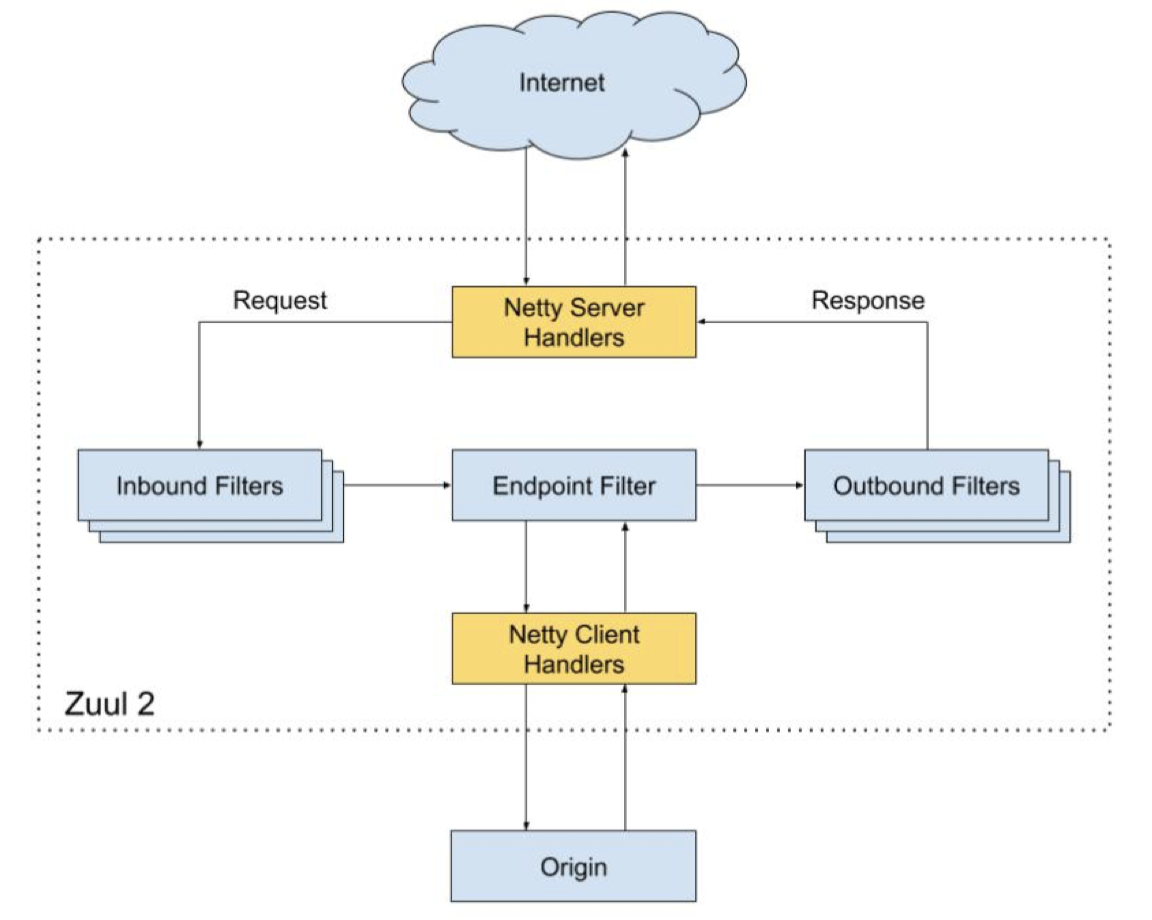 Internet
Request
Netty Server
Handlers
Response
Inbound Filters
Endpoint Filter
Outbound Filters
Netty Client
Handlers
Zuul 2
Origin